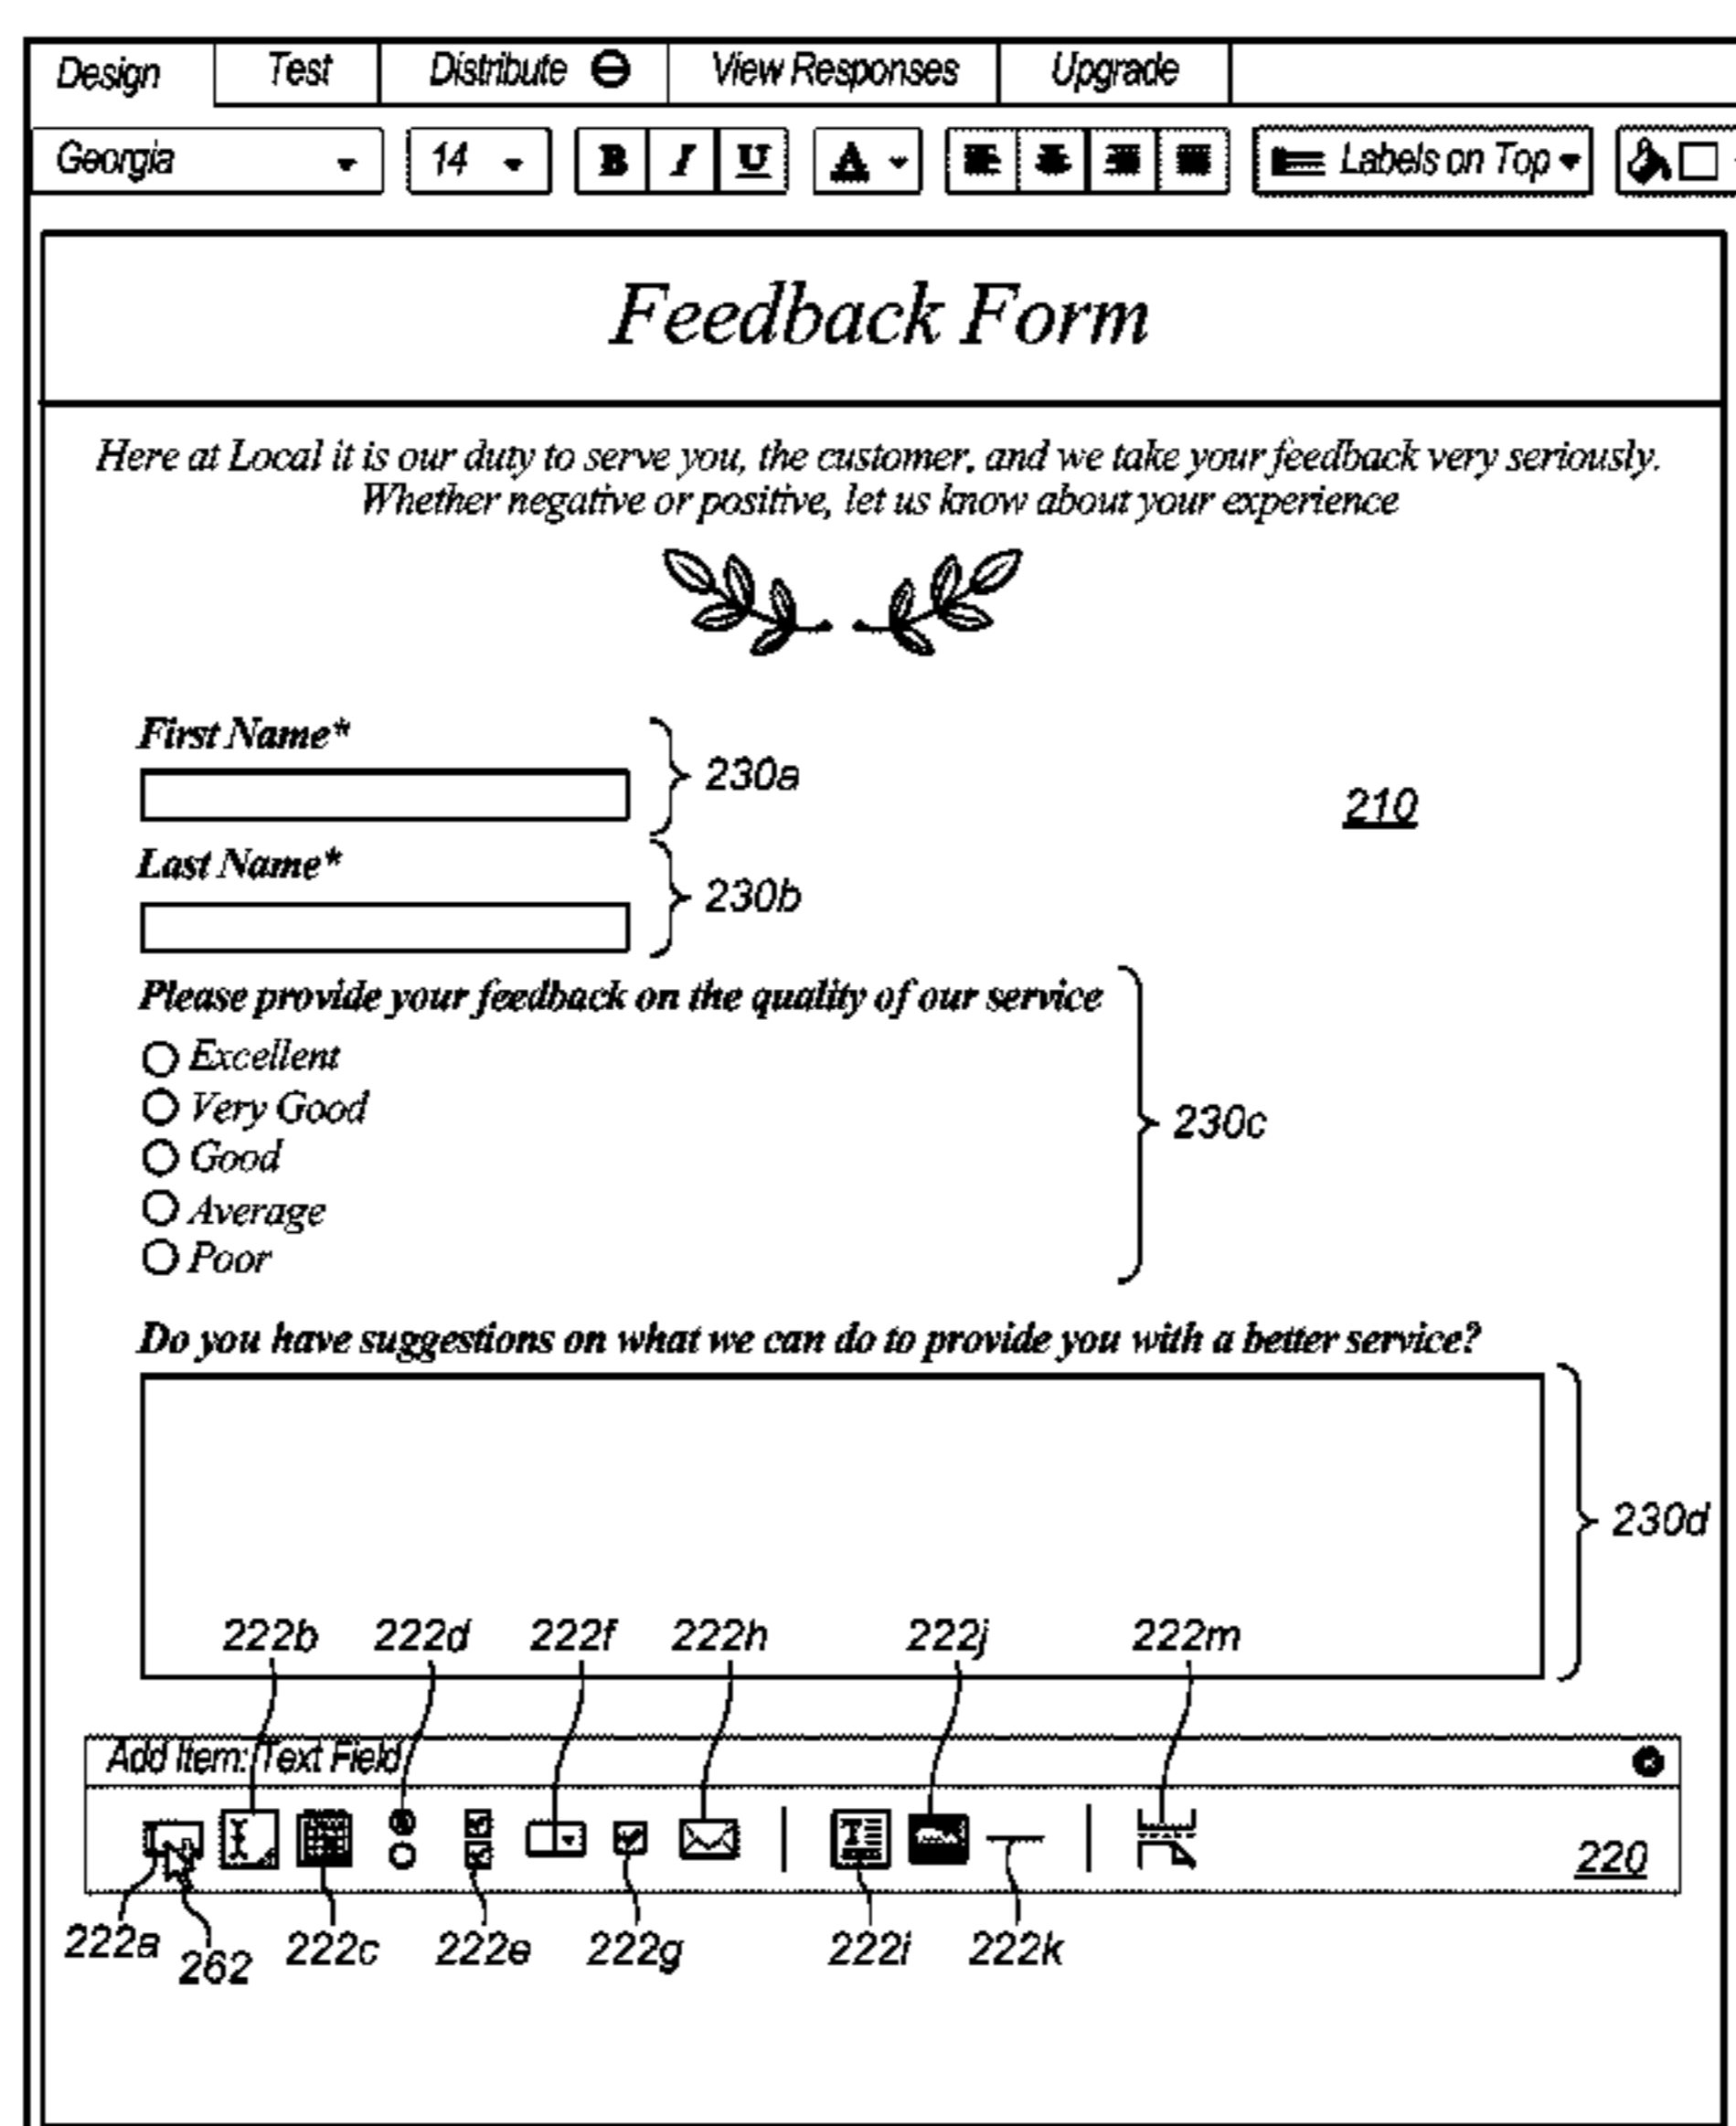 Design Test Distribute View Responses Upgrade
Georgia 14 B I U A Labels on Top
Feedback Form
Here at Local it is our duty to serve you, the customer, and we take your feedback very seriously.
Whether negative or positive, let us know about your experience
First Name*
230a
210
Last Name*
230b
Please provide your feedback on the quality of our service
Excellent
Very Good
230c
Good
Average
Poor
Do you have suggestions on what we can do to provide you with a better service?
230d
222b 222d 222f 222h 222j 222m
Add Item: Text Field
220
222a 262 222c 222e 222g 222i 222k